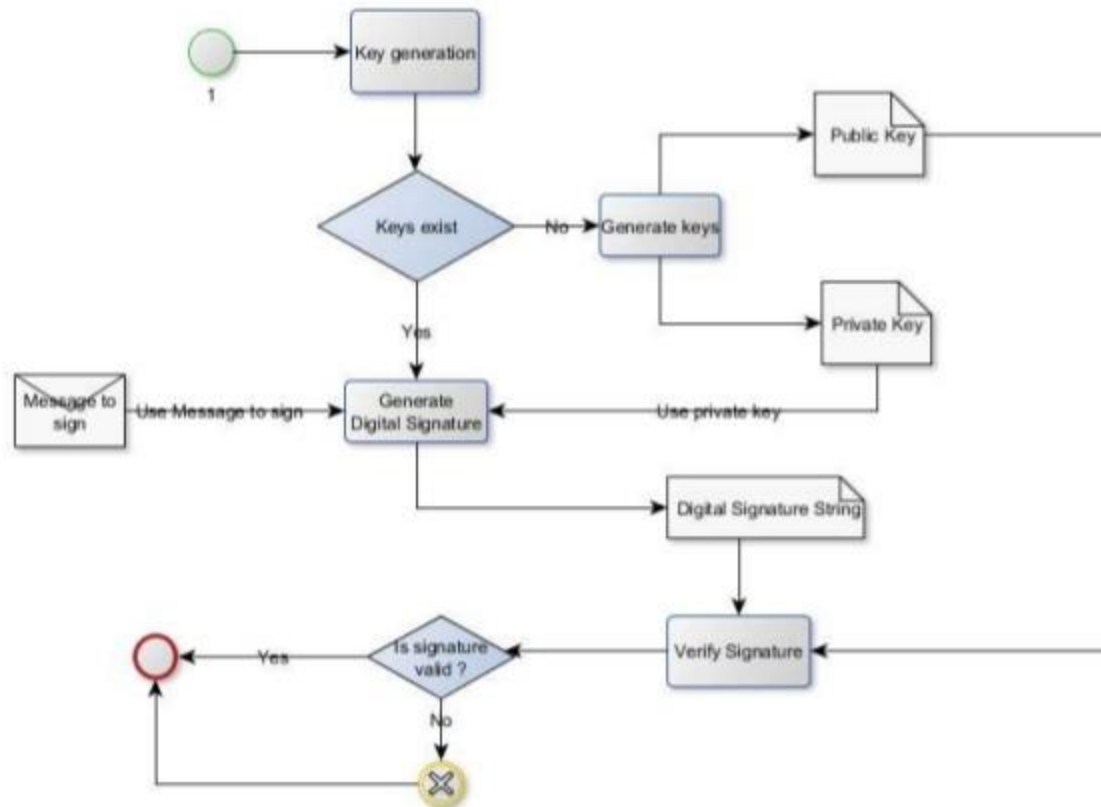 Key generation
1
Public Key
Keys exist
No
Generate keys
Private Key
Yes
Message to
sign
Use Message to sign
Generate
Digital Signature
Use private key
Digital Signature String
Is signature
valid ?
Yes
Verify Signature
No